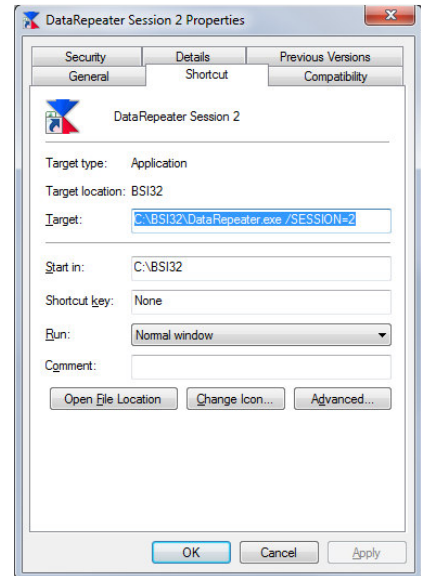 DataRepeater Session 2 Properties
Security Details Previous Versions
General Shortcut Compatibility
DataRepeater Session 2
Target type: Application
Target location: BSI32
Target: C:\BSI32\DataRepeater.exe /SESSION=2
Start in: C:\BSI32
Shortcut key: None
Run: Normal window
Comment:
Open File Location Change Icon... Advanced...
OK Cancel Apply